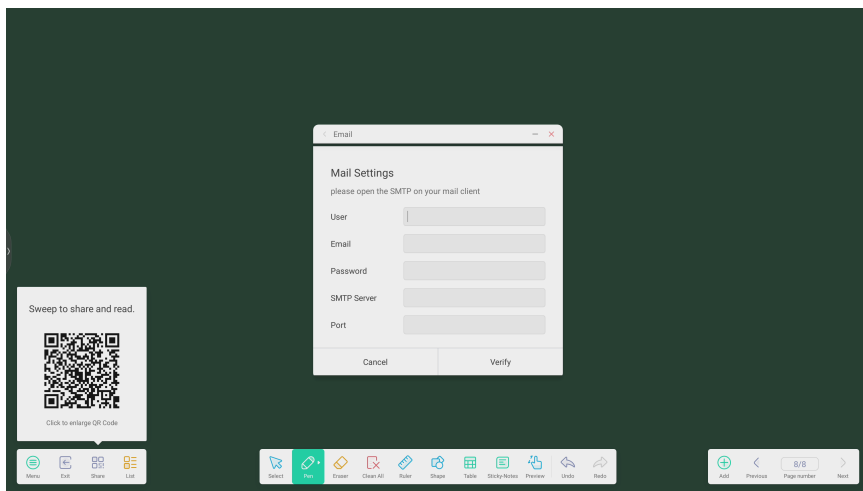 Email
Mail Settings
please open the SMTP on your mail client
User
Email
Password
SMTP Server
Port
Cancel Verify
Sweep to share and read.
Click to enlarge QR Code
Menu Exit Share List
Select Pen Eraser Clean All Ruler Shape Table Sticky-Notes Preview Undo Redo
8/8
Add Previous Page number Next